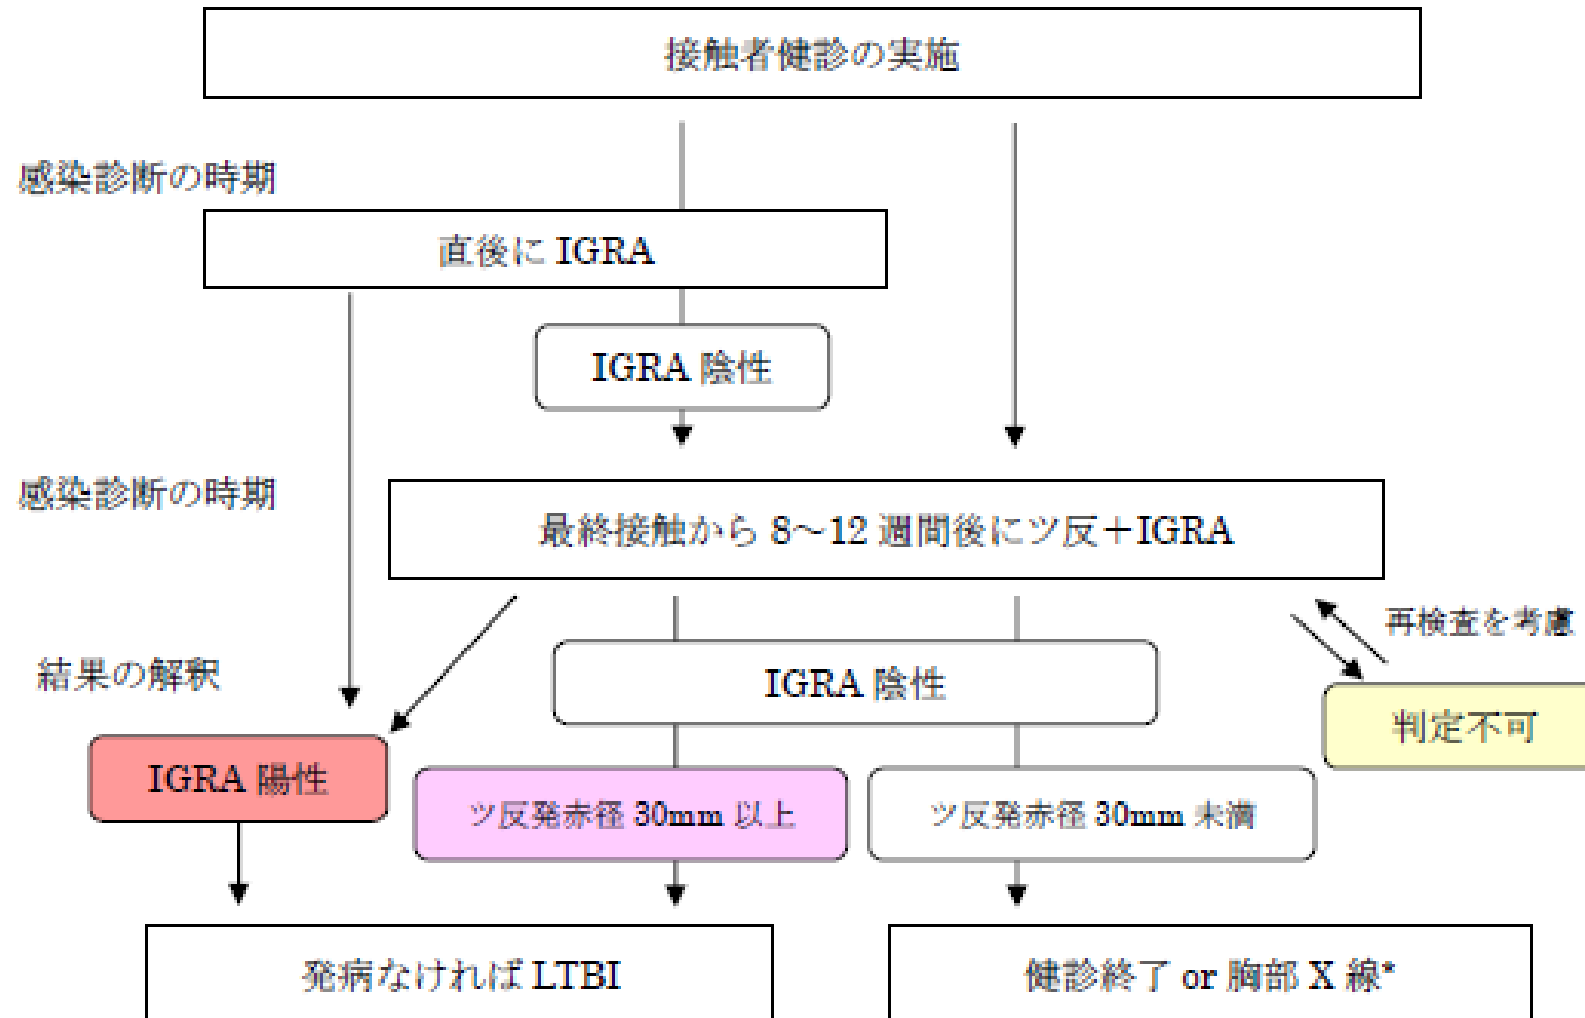 接触者健診の実施
感染診断の時期
直後に IGRA
IGRA 陰性
感染診断の時期
最終接触から 8～12 週間後にツ反＋IGRA
再検査を考慮
結果の解釈
IGRA 陰性
判定不可
IGRA 陽性
ツ反発赤径 30mm 以上
ツ反発赤径 30mm 未満
発病なければ LTBI
健診終了 or 胸部 X 線*